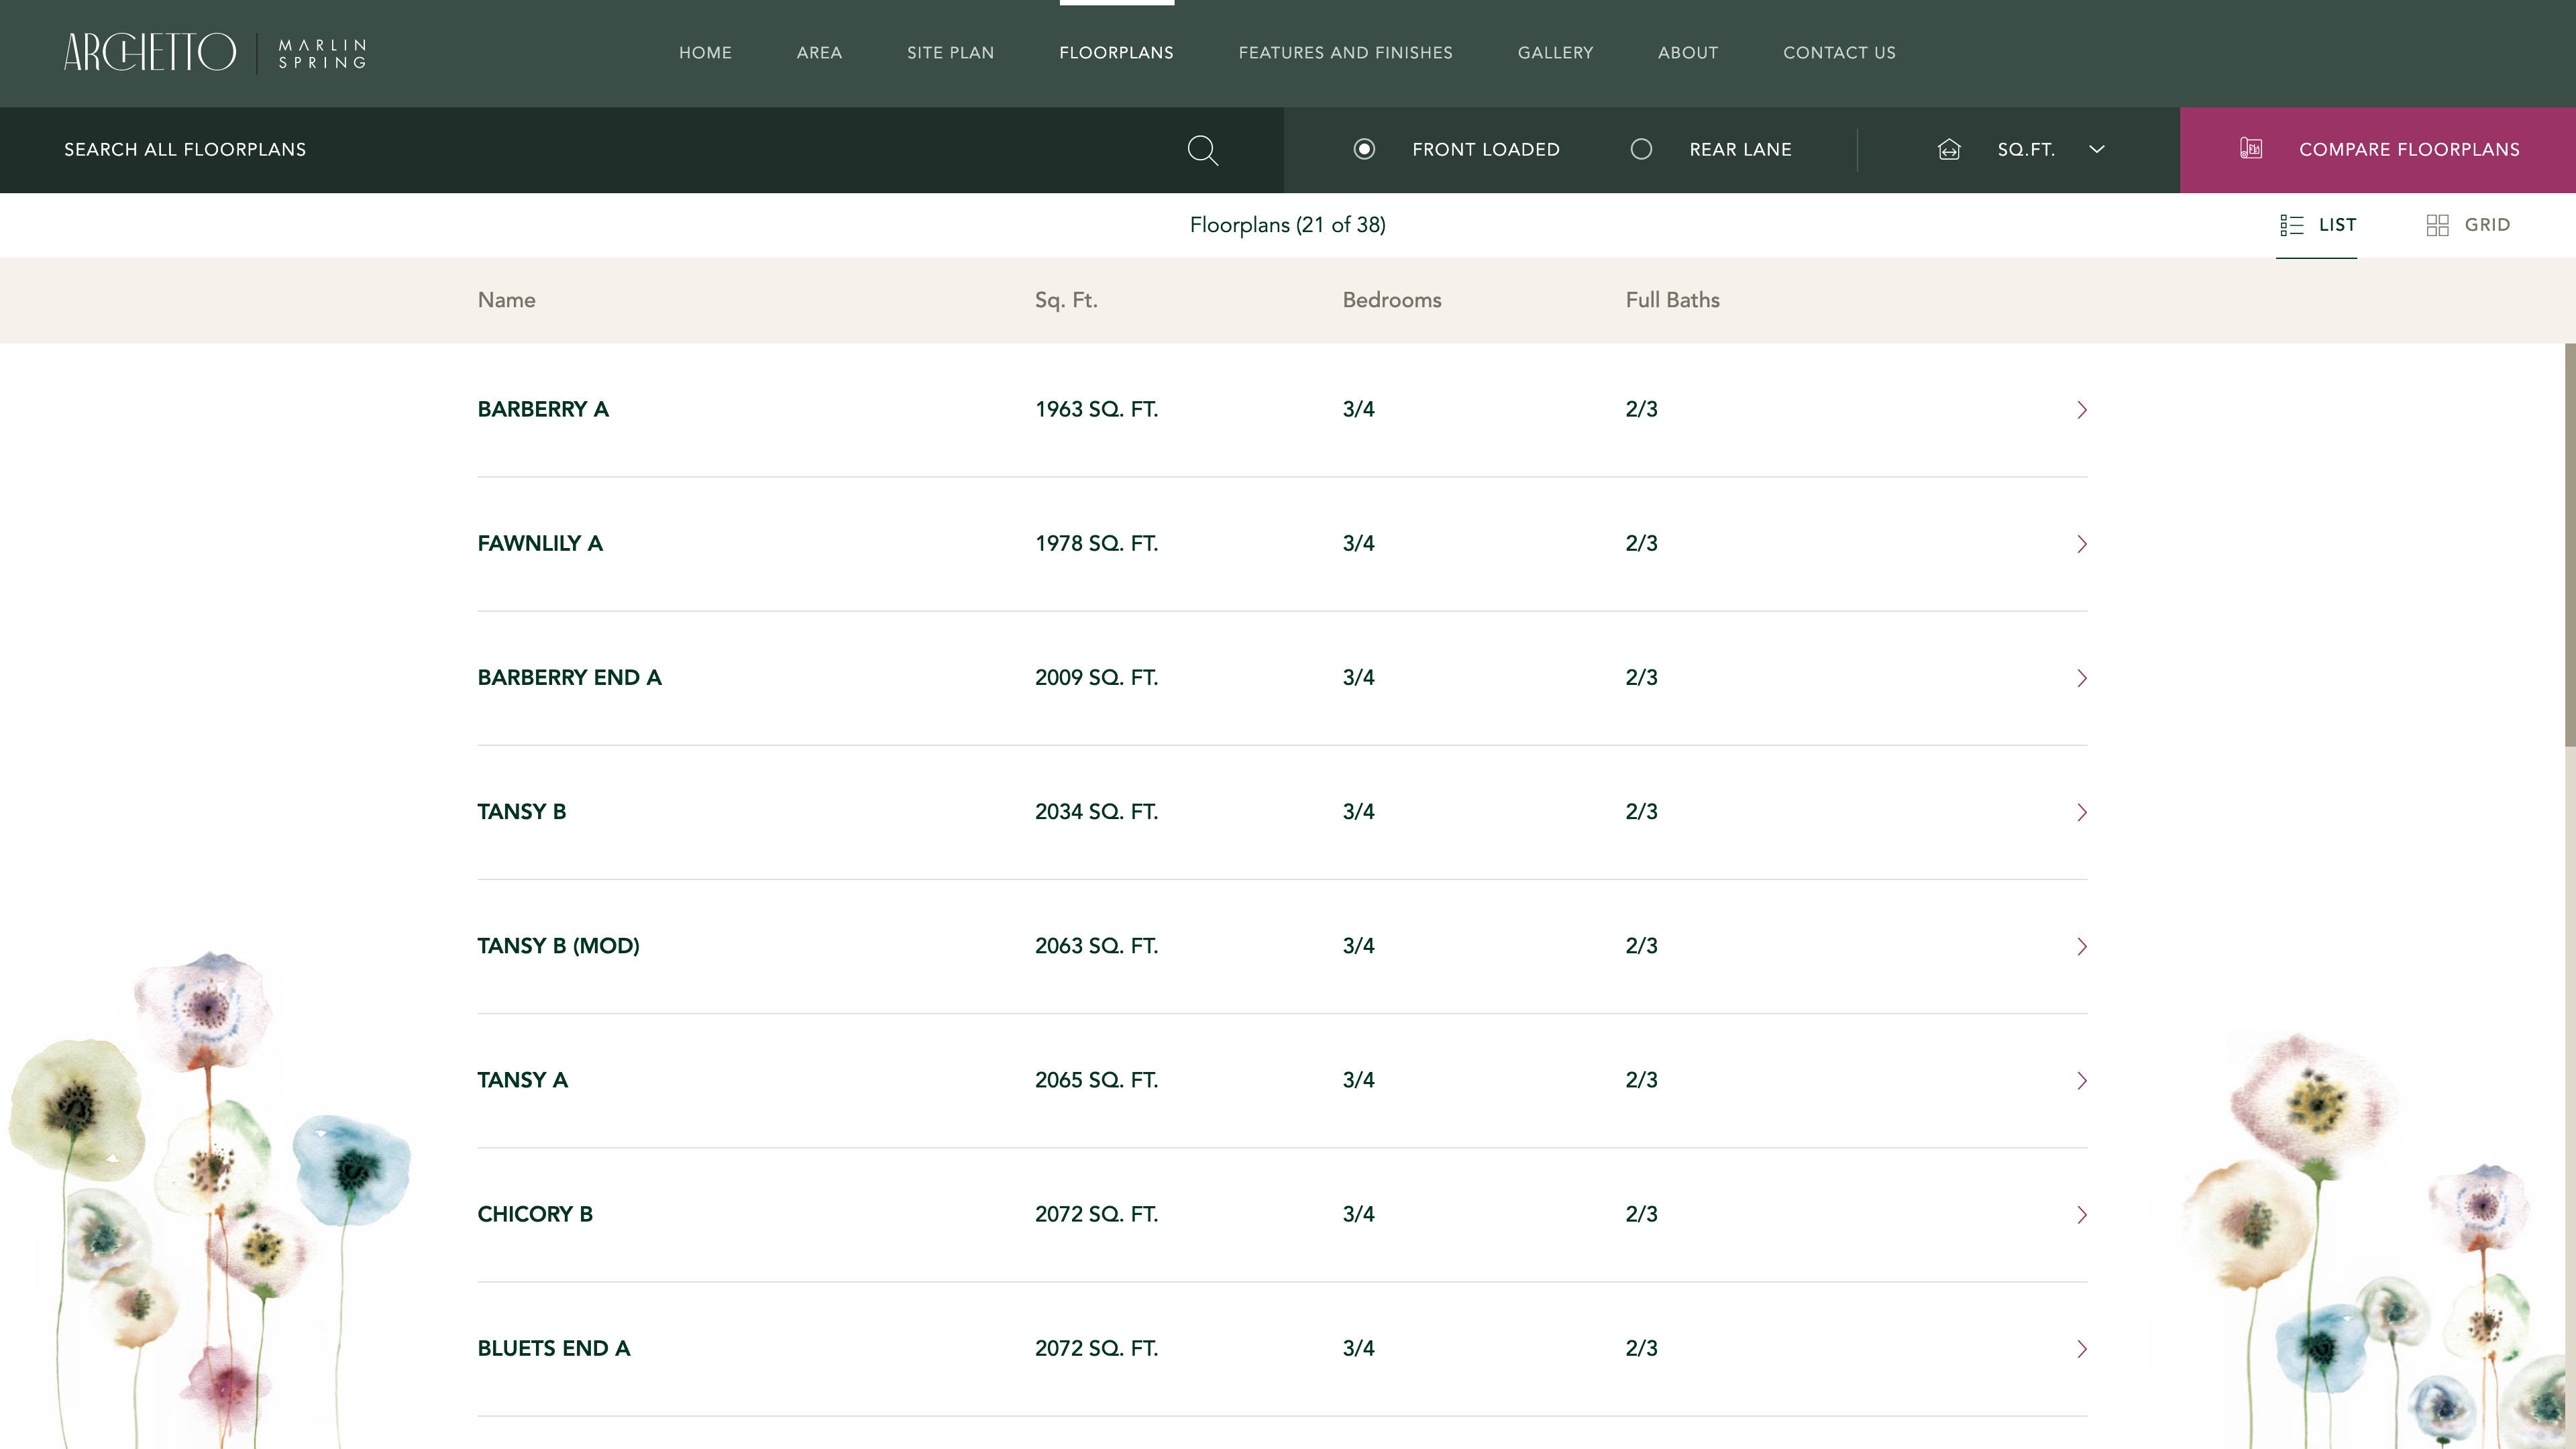 ARCHETTO
MARLIN
SPRING
HOME
AREA
SITE PLAN
FLOORPLANS
FEATURES AND FINISHES
GALLERY
ABOUT
CONTACT US
SEARCH ALL FLOORPLANS
FRONT LOADED
REAR LANE
SQ.FT.
COMPARE FLOORPLANS
Floorplans (21 of 38)
LIST
GRID
Name Sq. Ft. Bedrooms Full Baths
BARBERRY A 1963 SQ. FT. 3/4 2/3
FAWNLILY A 1978 SQ. FT. 3/4 2/3
BARBERRY END A 2009 SQ. FT. 3/4 2/3
TANSY B 2034 SQ. FT. 3/4 2/3
TANSY B (MOD) 2063 SQ. FT. 3/4 2/3
TANSY A 2065 SQ. FT. 3/4 2/3
CHICORY B 2072 SQ. FT. 3/4 2/3
BLUETS END A 2072 SQ. FT. 3/4 2/3